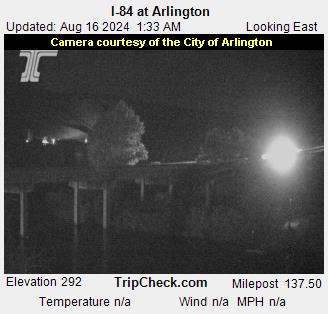 I-84 at Arlington
Updated: Aug 16 2024 1:33 AM Looking East
Camera courtesy of the City of Arlington
Elevation 292 TripCheck.com Milepost 137.50
Temperature n/a Wind n/a MPH n/a